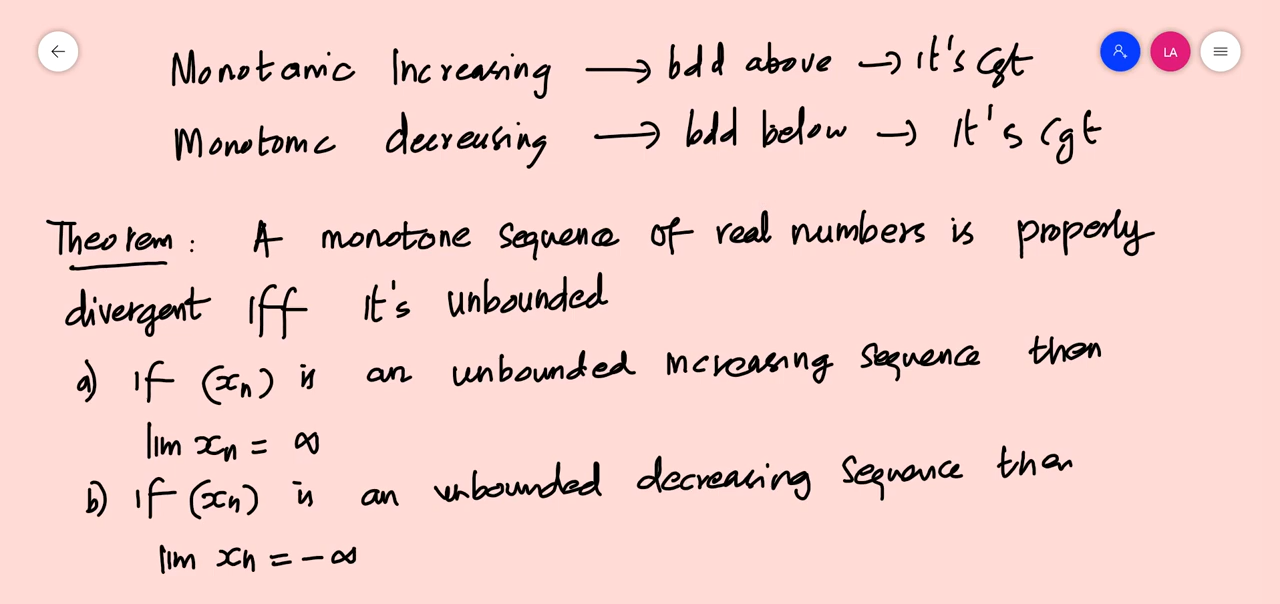 Monotonic Increasing → bdd above → it's cgt
LA
Monotonic decreasing → bdd below → It's cgt
Theorem: A monotone sequence of real numbers is properly
divergent Iff It's unbounded
a) If (xₙ) is an unbounded increasing sequence then
lim xₙ = ∞
b) If (xₙ) is an unbounded decreasing sequence then
lim xₙ = -∞